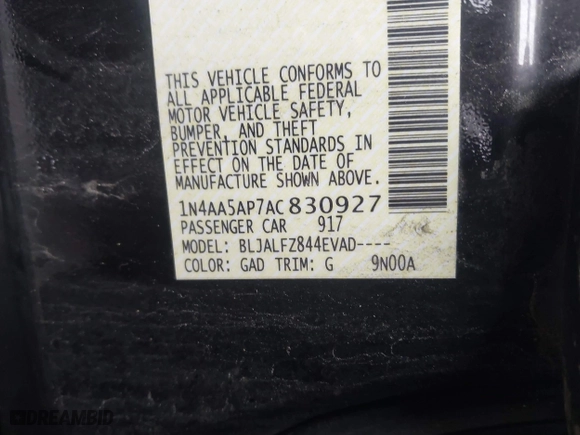 THIS VEHICLE CONFORMS TO
ALL APPLICABLE FEDERAL
MOTOR VEHICLE SAFETY,
BUMPER, AND THEFT
PREVENTION STANDARDS IN
EFFECT ON THE DATE OF
MANUFACTURE SHOWN ABOVE.
1N4AA5AP7AC830927
PASSENGER CAR 917
MODEL: BLJALFZ844EVAD----
COLOR: GAD TRIM: G 9N00A
DREAMBID